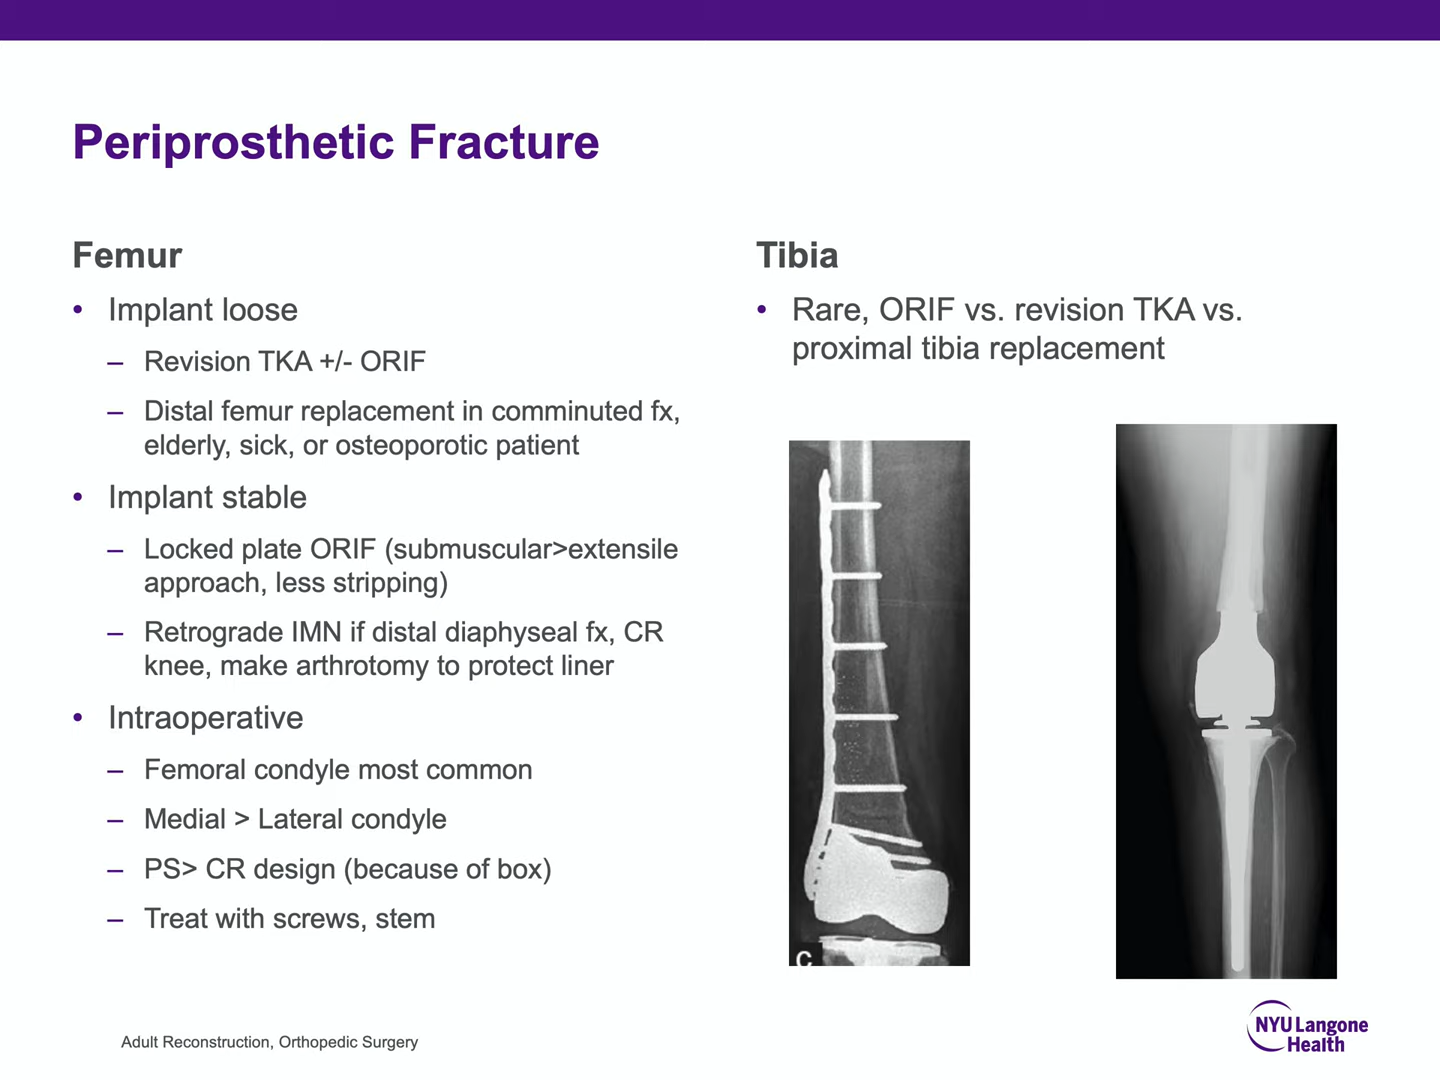 Periprosthetic Fracture
Femur
• Implant loose
– Revision TKA +/- ORIF
– Distal femur replacement in comminuted fx,
elderly, sick, or osteoporotic patient
• Implant stable
– Locked plate ORIF (submuscular>extensile
approach, less stripping)
– Retrograde IMN if distal diaphyseal fx, CR
knee, make arthrotomy to protect liner
• Intraoperative
– Femoral condyle most common
– Medial > Lateral condyle
– PS> CR design (because of box)
– Treat with screws, stem
Tibia
• Rare, ORIF vs. revision TKA vs.
proximal tibia replacement
C
Adult Reconstruction, Orthopedic Surgery
NYU Langone
Health